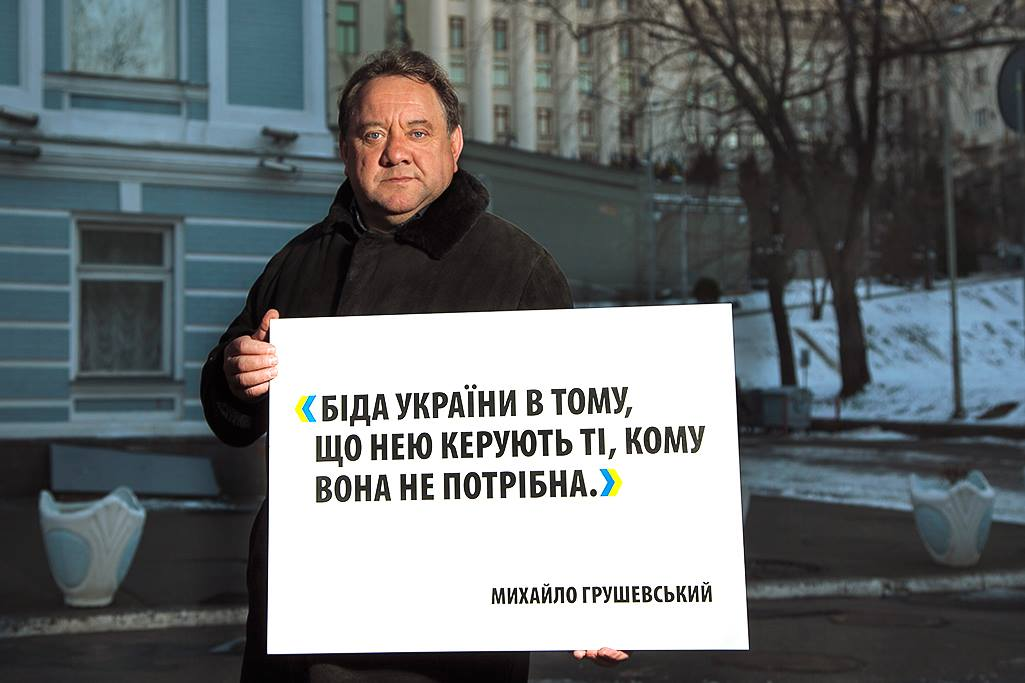 «БІДА УКРАЇНИ В ТОМУ,
ЩО НЕЮ КЕРУЮТЬ ТІ, КОМУ
ВОНА НЕ ПОТРІБНА.»
МИХАЙЛО ГРУШЕВСЬКИЙ